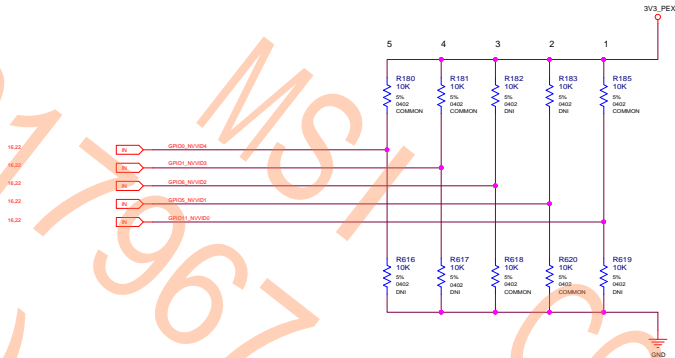 3V3_PEX
5 4 3 2 1
R180 R181 R182 R183 R185
10K 10K 10K 10K 10K
5% 5% 5% 5% 5%
0402 0402 0402 0402 0402
COMMON COMMON DNI DNI COMMON
16,22 IN GPIO0_NVVID4
16,22 IN GPIO1_NVVID3
16,22 IN GPIO6_NVVID2
16,22 IN GPIO5_NVVID1
16,22 IN GPIO11_NVVID0
R616 R617 R618 R620 R619
10K 10K 10K 10K 10K
5% 5% 5% 5% 5%
0402 0402 0402 0402 0402
DNI DNI COMMON COMMON DNI
GND
MSI
17967